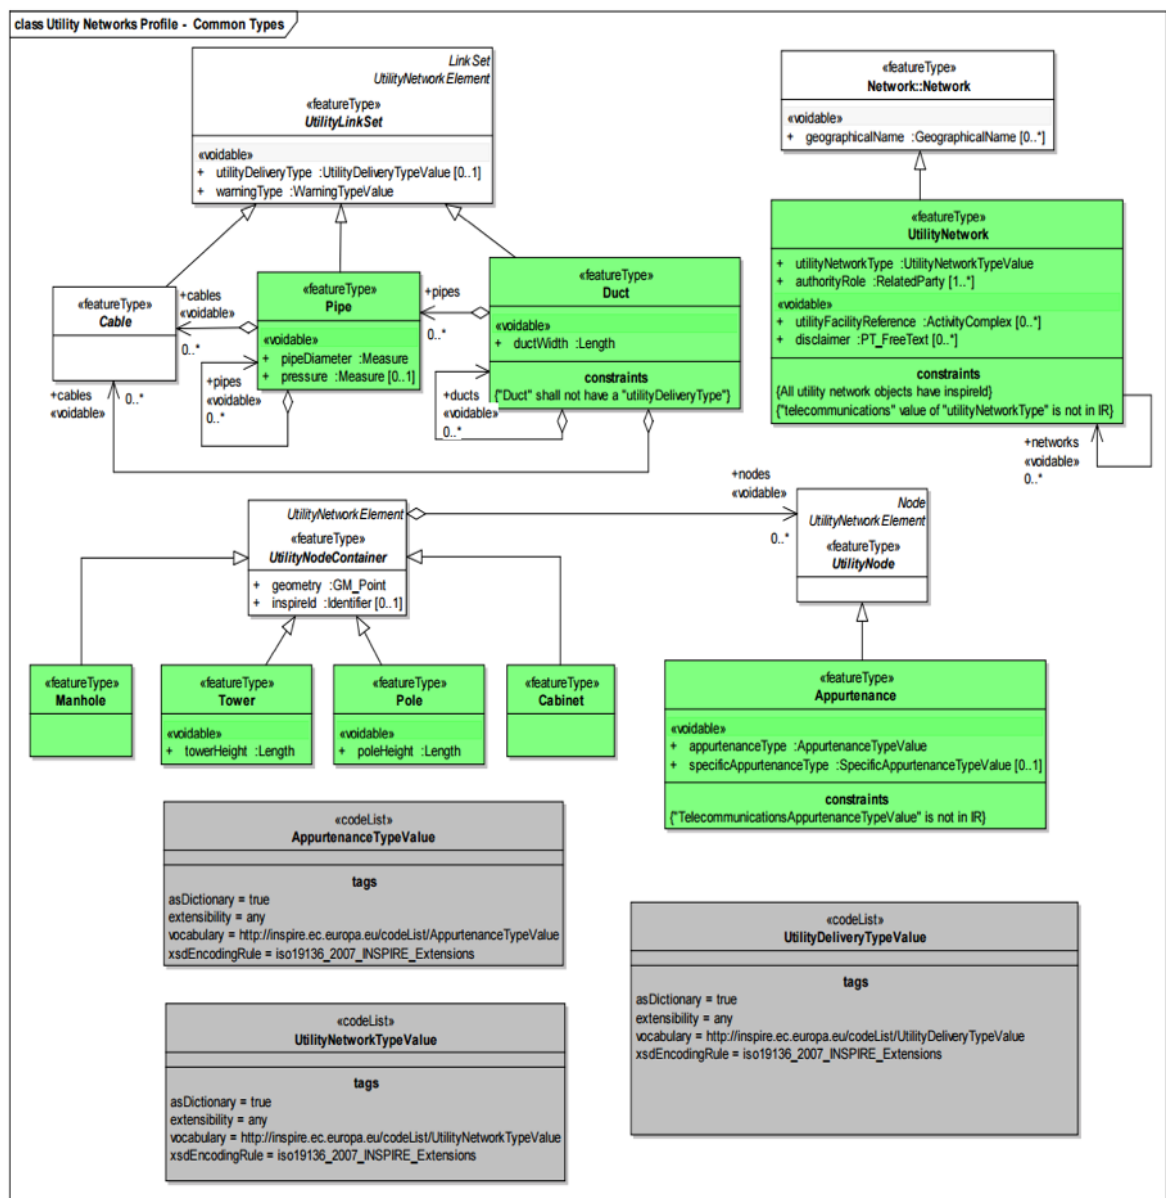 class Utility Networks Profile - Common Types
Link Set
UtilityNetworkElement
«featureType»
UtilityLinkSet
«voidable»
+ utilityDeliveryType :UtilityDeliveryTypeValue [0..1]
+ warningType :WarningTypeValue
«featureType»
Network::Network
«voidable»
+ geographicalName :GeographicalName [0..*]
«featureType»
UtilityNetwork
+ utilityNetworkType :UtilityNetworkTypeValue
+ authorityRole :RelatedParty [1..*]
«voidable»
+ utilityFacilityReference :ActivityComplex [0..*]
+ disclaimer :PT_FreeText [0..*]
constraints
{All utility network objects have inspireId}
{"telecommunications" value of "utilityNetworkType" is not in IR}
+networks
«voidable»
0..*
«featureType»
Cable
+cables
«voidable»
0..*
«featureType»
Pipe
«voidable»
+ pipeDiameter :Measure
+ pressure :Measure [0..1]
+pipes
0..*
«featureType»
Duct
«voidable»
+ ductWidth :Length
constraints
{"Duct" shall not have a "utilityDeliveryType"}
+cables
«voidable»
0..*
+pipes
«voidable»
0..*
+ducts
«voidable»
0..*
UtilityNetworkElement
«featureType»
UtilityNodeContainer
+ geometry :GM_Point
+ inspireId :Identifier [0..1]
+nodes
«voidable»
0..*
Node
UtilityNetworkElement
«featureType»
UtilityNode
«featureType»
Manhole
«featureType»
Tower
«voidable»
+ towerHeight :Length
«featureType»
Pole
«voidable»
+ poleHeight :Length
«featureType»
Cabinet
«featureType»
Appurtenance
«voidable»
+ appurtenanceType :AppurtenanceTypeValue
+ specificAppurtenanceType :SpecificAppurtenanceTypeValue [0..1]
constraints
{"TelecommunicationsAppurtenanceTypeValue" is not in IR}
«codeList»
AppurtenanceTypeValue
tags
asDictionary = true
extensibility = any
vocabulary = http://inspire.ec.europa.eu/codeList/AppurtenanceTypeValue
xsdEncodingRule = iso19136_2007_INSPIRE_Extensions
«codeList»
UtilityDeliveryTypeValue
tags
asDictionary = true
extensibility = any
vocabulary = http://inspire.ec.europa.eu/codeList/UtilityDeliveryTypeValue
xsdEncodingRule = iso19136_2007_INSPIRE_Extensions
«codeList»
UtilityNetworkTypeValue
tags
asDictionary = true
extensibility = any
vocabulary = http://inspire.ec.europa.eu/codeList/UtilityNetworkTypeValue
xsdEncodingRule = iso19136_2007_INSPIRE_Extensions